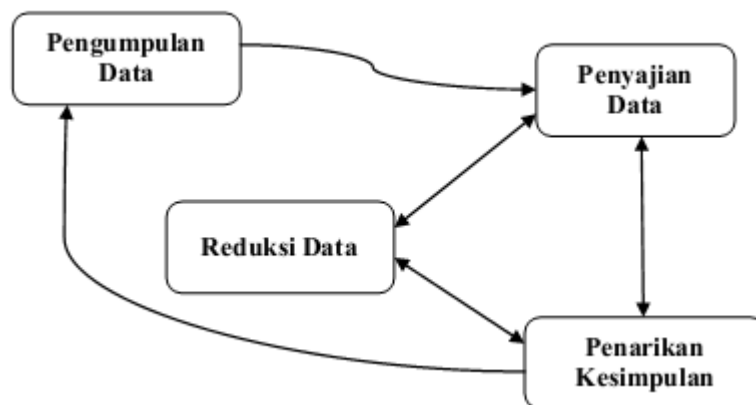 Pengumpulan
Data
Penyajian
Data
Reduksi Data
Penarikan
Kesimpulan